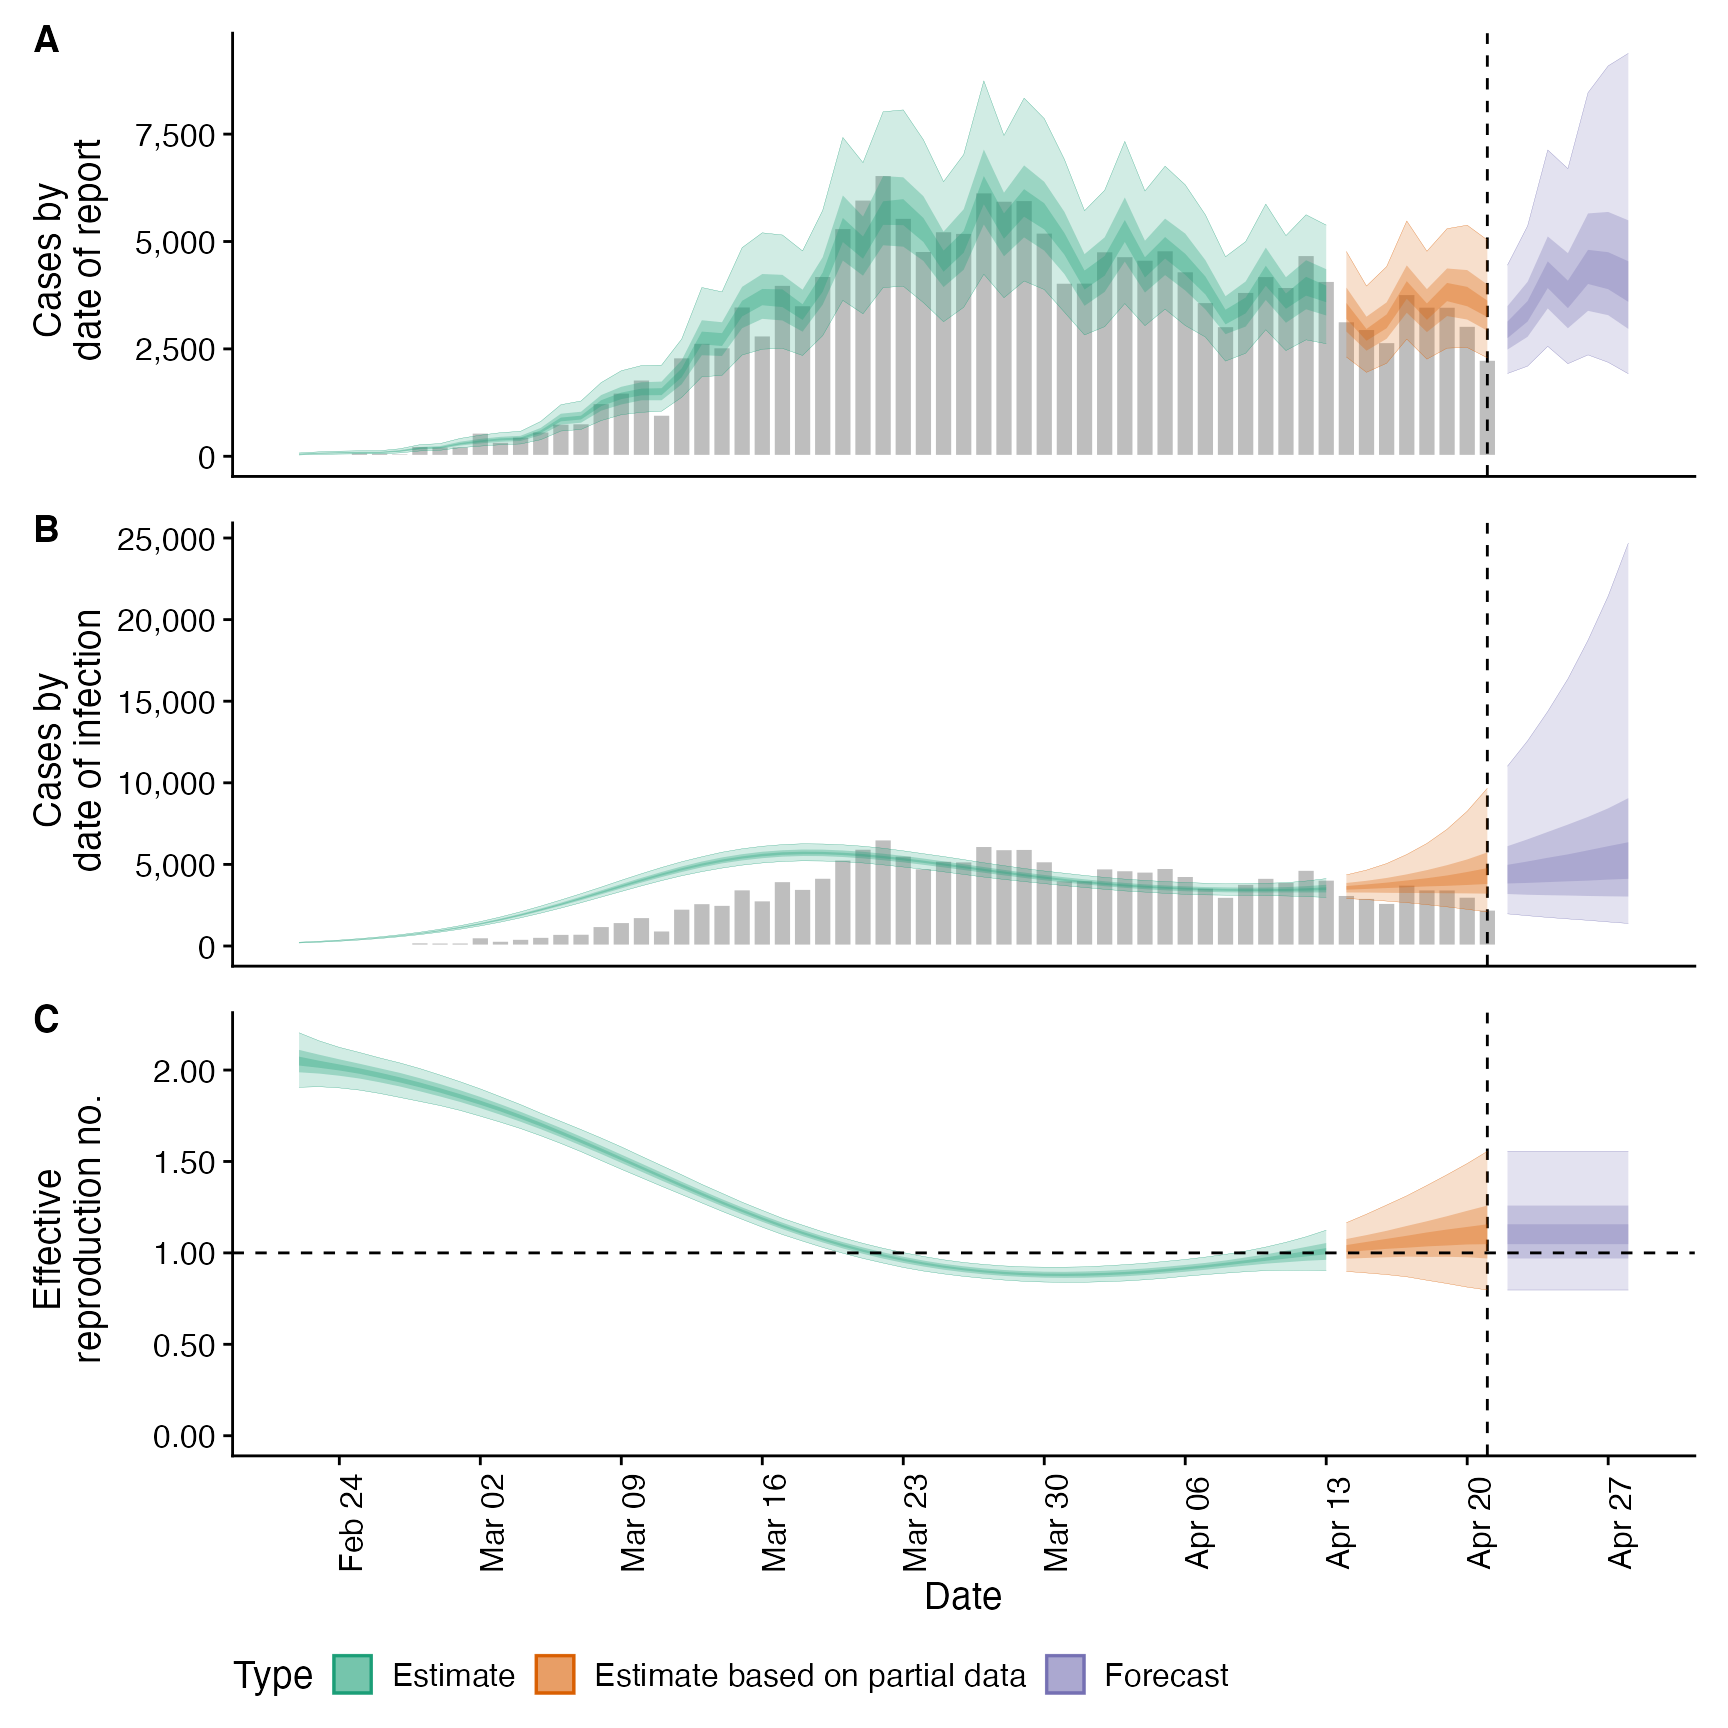 A
Cases by
date of report
7,500
5,000
2,500
0
B
Cases by
date of infection
25,000
20,000
15,000
10,000
5,000
0
C
Effective
reproduction no.
2.00
1.50
1.00
0.50
0.00
Feb 24
Mar 02
Mar 09
Mar 16
Mar 23
Mar 30
Apr 06
Apr 13
Apr 20
Apr 27
Date
Type Estimate Estimate based on partial data Forecast